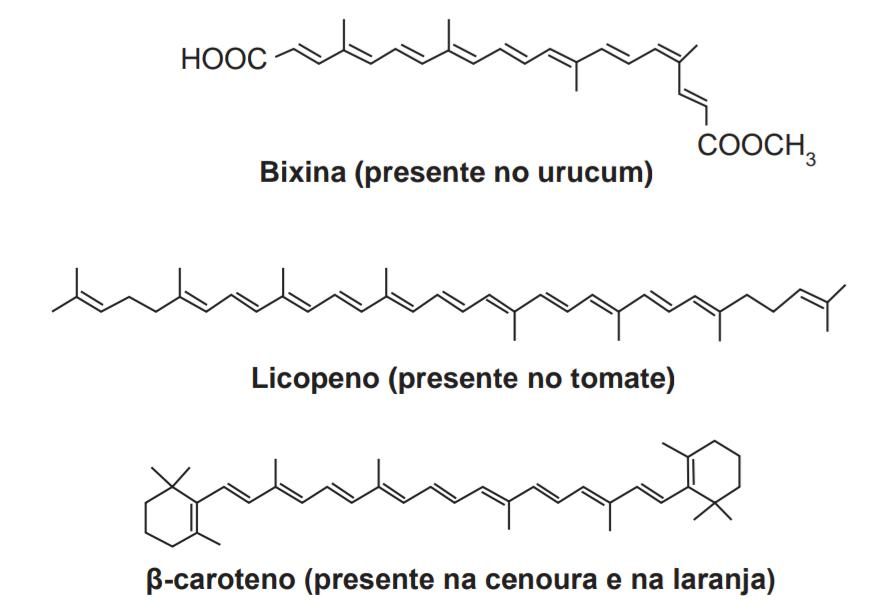 HOOC
COOCH3
Bixina (presente no urucum)
Licopeno (presente no tomate)
β-caroteno (presente na cenoura e na laranja)